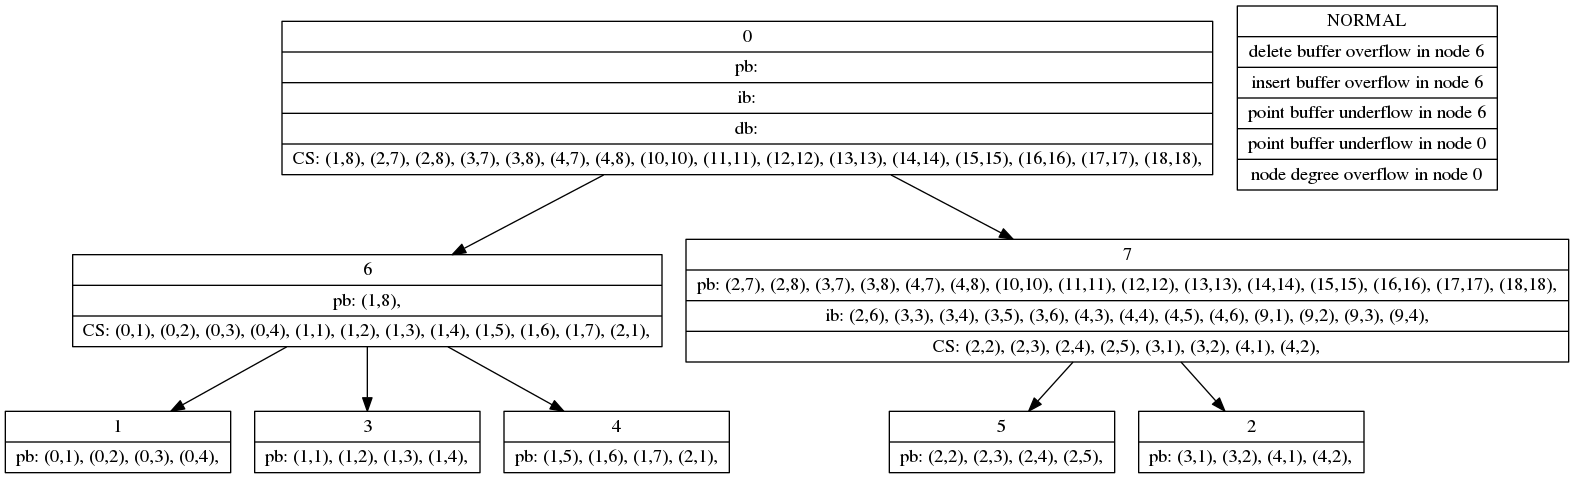 0
pb:
ib:
db:
CS: (1,8), (2,7), (2,8), (3,7), (3,8), (4,7), (4,8), (10,10), (11,11), (12,12), (13,13), (14,14), (15,15), (16,16), (17,17), (18,18),
NORMAL
delete buffer overflow in node 6
insert buffer overflow in node 6
point buffer underflow in node 6
point buffer underflow in node 0
node degree overflow in node 0
6
pb: (1,8),
CS: (0,1), (0,2), (0,3), (0,4), (1,1), (1,2), (1,3), (1,4), (1,5), (1,6), (1,7), (2,1),
7
pb: (2,7), (2,8), (3,7), (3,8), (4,7), (4,8), (10,10), (11,11), (12,12), (13,13), (14,14), (15,15), (16,16), (17,17), (18,18),
ib: (2,6), (3,3), (3,4), (3,5), (3,6), (4,3), (4,4), (4,5), (4,6), (9,1), (9,2), (9,3), (9,4),
CS: (2,2), (2,3), (2,4), (2,5), (3,1), (3,2), (4,1), (4,2),
1
pb: (0,1), (0,2), (0,3), (0,4),
3
pb: (1,1), (1,2), (1,3), (1,4),
4
pb: (1,5), (1,6), (1,7), (2,1),
5
pb: (2,2), (2,3), (2,4), (2,5),
2
pb: (3,1), (3,2), (4,1), (4,2),